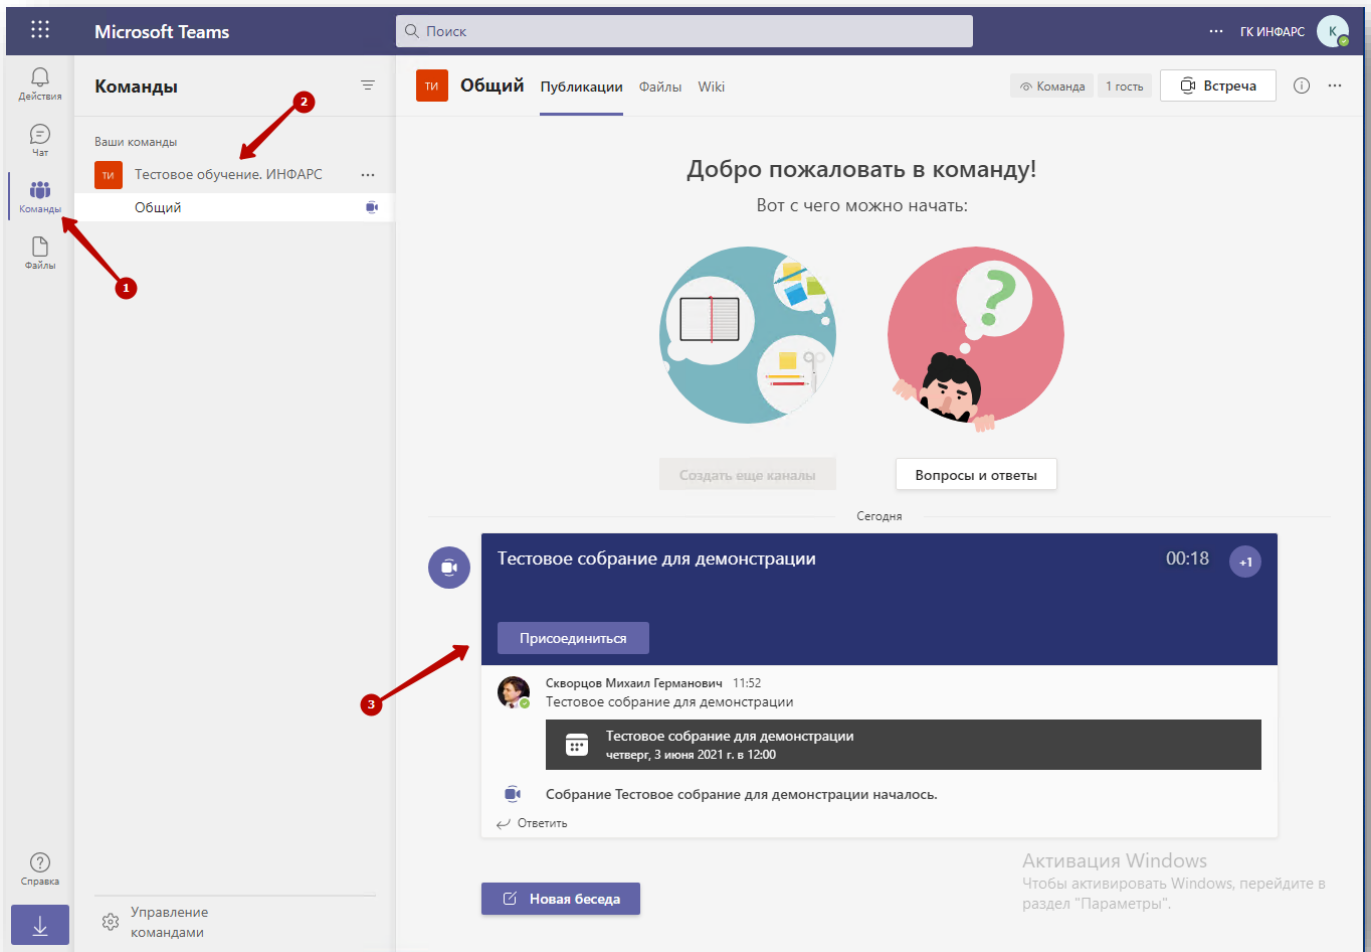 Microsoft Teams
Поиск
ГК ИНФАРС
К
Действия
Чат
Команды
Файлы
Справка
Команды
2
Ваши команды
ТИ
Тестовое обучение. ИНФАРС
Общий
1
Управление
командами
ТИ
Общий
Публикации
Файлы
Wiki
Команда
1 гость
Встреча
Добро пожаловать в команду!
Вот с чего можно начать:
Создать еще каналы
Вопросы и ответы
Сегодня
Тестовое собрание для демонстрации
00:18
+1
Присоединиться
3
Скворцов Михаил Германович 11:52
Тестовое собрание для демонстрации
Тестовое собрание для демонстрации
четверг, 3 июня 2021 г. в 12:00
Собрание Тестовое собрание для демонстрации началось.
Ответить
Новая беседа
Активация Windows
Чтобы активировать Windows, перейдите в
раздел "Параметры".